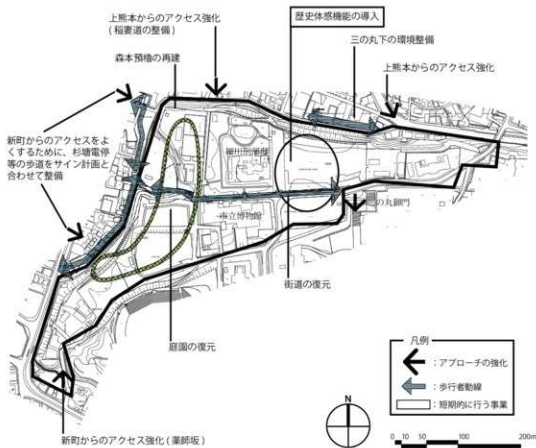 上熊本からのアクセス強化
(稲妻道の整備)
歴史体感機能の導入
三の丸下の環境整備
森本預櫓の再建
上熊本からのアクセス強化
新町からのアクセスをよ
くするために、杉塘電停
等の歩道をサイン計画と
合わせて整備
細川刑部邸
市立博物館
の丸御門
街道の復元
庭園の復元
新町からのアクセス強化(薬師坂)
凡例
:アプローチの強化
:歩行者動線
:短期的に行う事業
N
0 10 50 100 200m